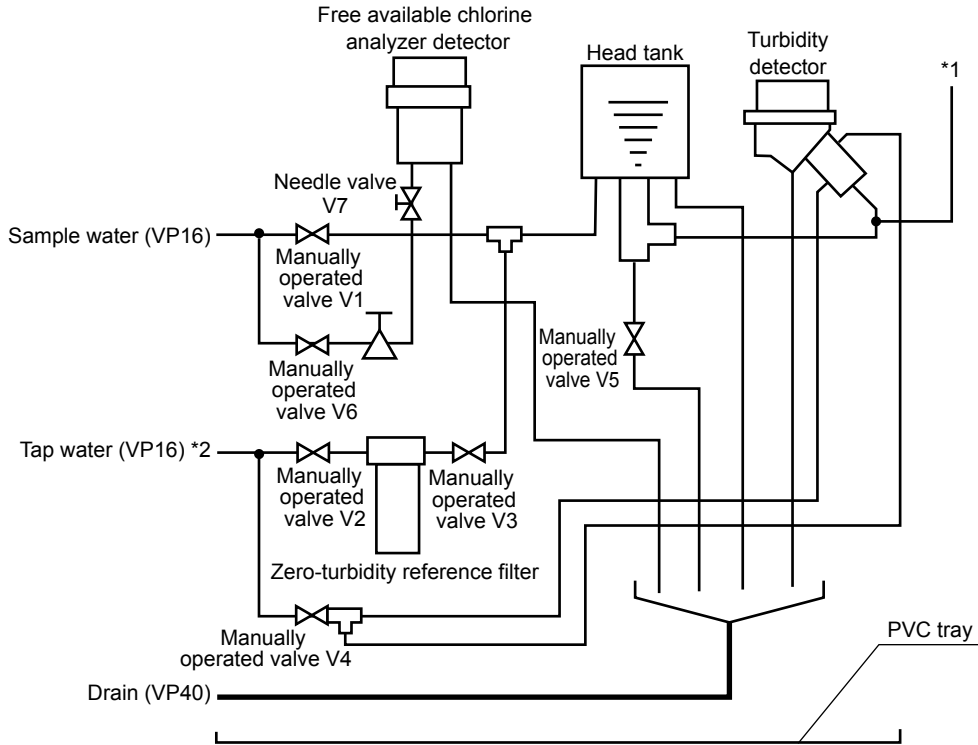 Free available chlorine
analyzer detector
Head tank
Turbidity
detector
*1
Needle valve
V7
Sample water (VP16)
Manually
operated
valve V1
Manually
operated
valve V5
Manually
operated
valve V6
Tap water (VP16) *2
Manually
operated
valve V2
Manually
operated
valve V3
Zero-turbidity reference filter
Manually
operated valve V4
PVC tray
Drain (VP40)